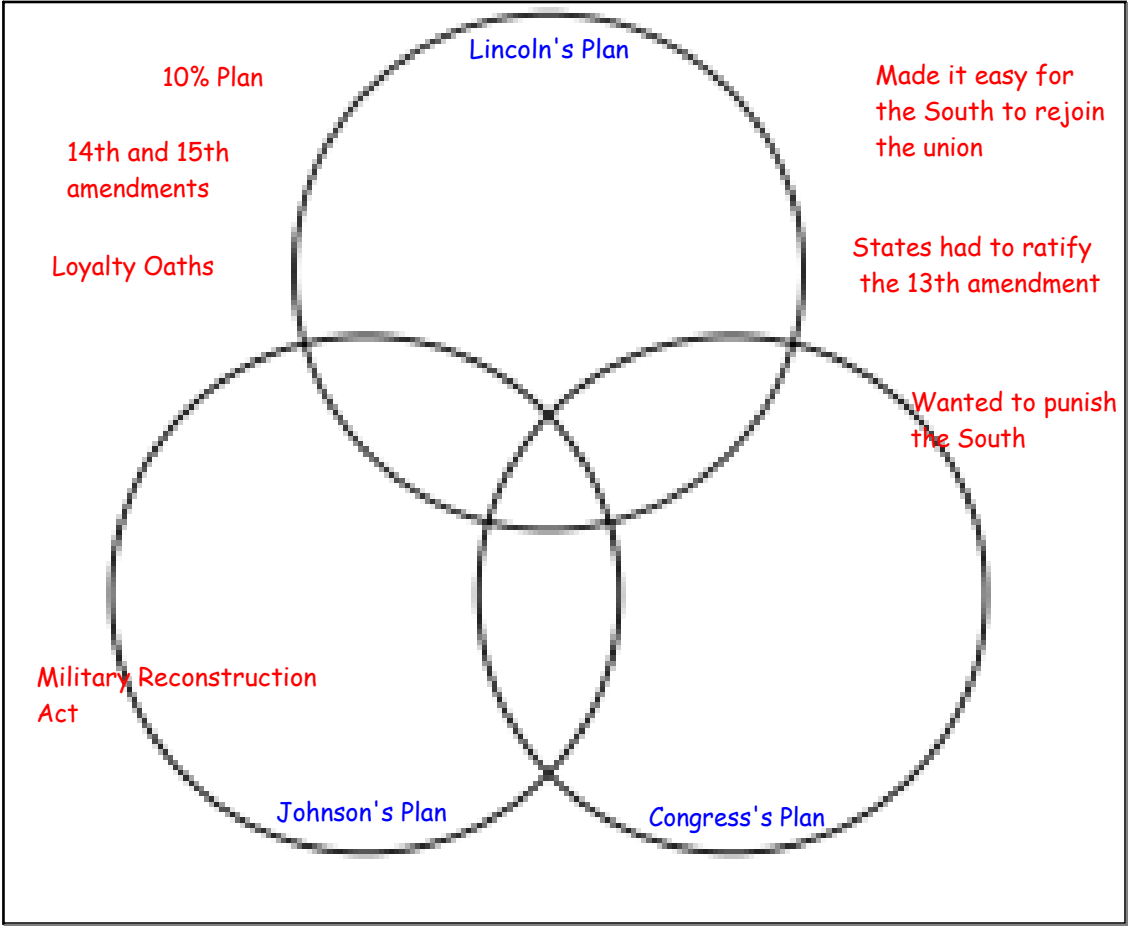 Lincoln's Plan
10% Plan
Made it easy for
the South to rejoin
the union
14th and 15th
amendments
Loyalty Oaths
States had to ratify
the 13th amendment
Wanted to punish
the South
Military Reconstruction
Act
Johnson's Plan
Congress's Plan